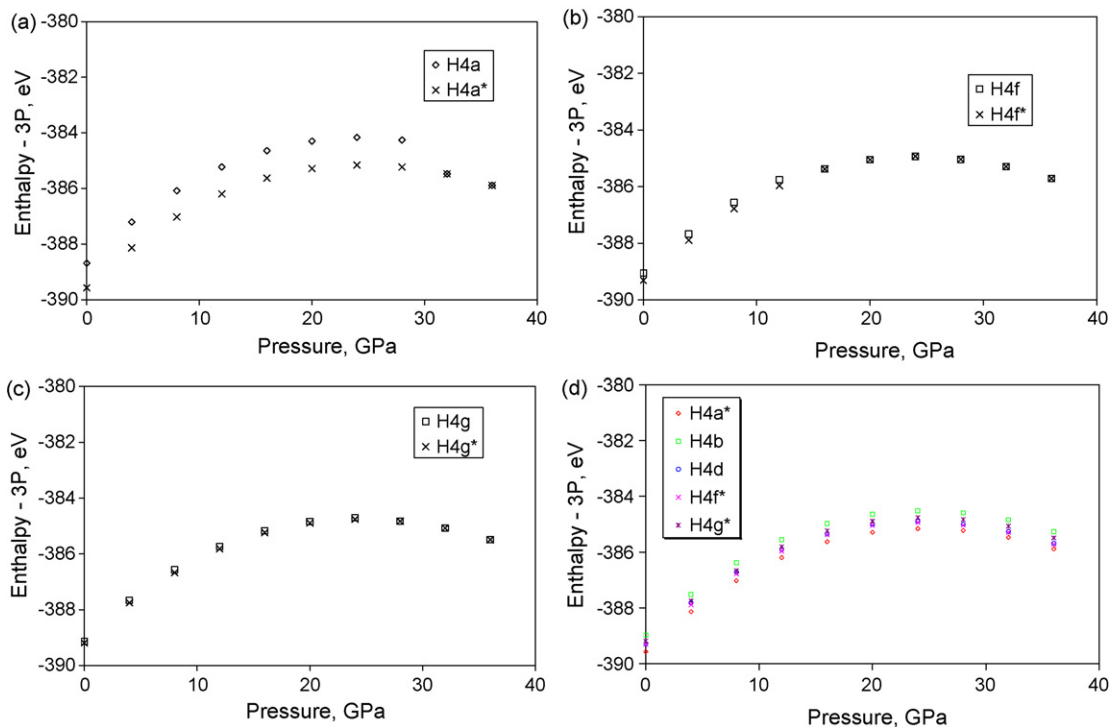 (a)
-380
-382
-384
-386
-388
-390
Enthalpy - 3P, eV
H4a
H4a*
0
10
20
30
40
Pressure, GPa
(b)
-380
-382
-384
-386
-388
-390
Enthalpy - 3P, eV
H4f
H4f*
0
10
20
30
40
Pressure, GPa
(c)
-380
-382
-384
-386
-388
-390
Enthalpy - 3P, eV
H4g
H4g*
0
10
20
30
40
Pressure, GPa
(d)
-380
-382
-384
-386
-388
-390
Enthalpy - 3P, eV
H4a*
H4b
H4d
H4f*
H4g*
0
10
20
30
40
Pressure, GPa